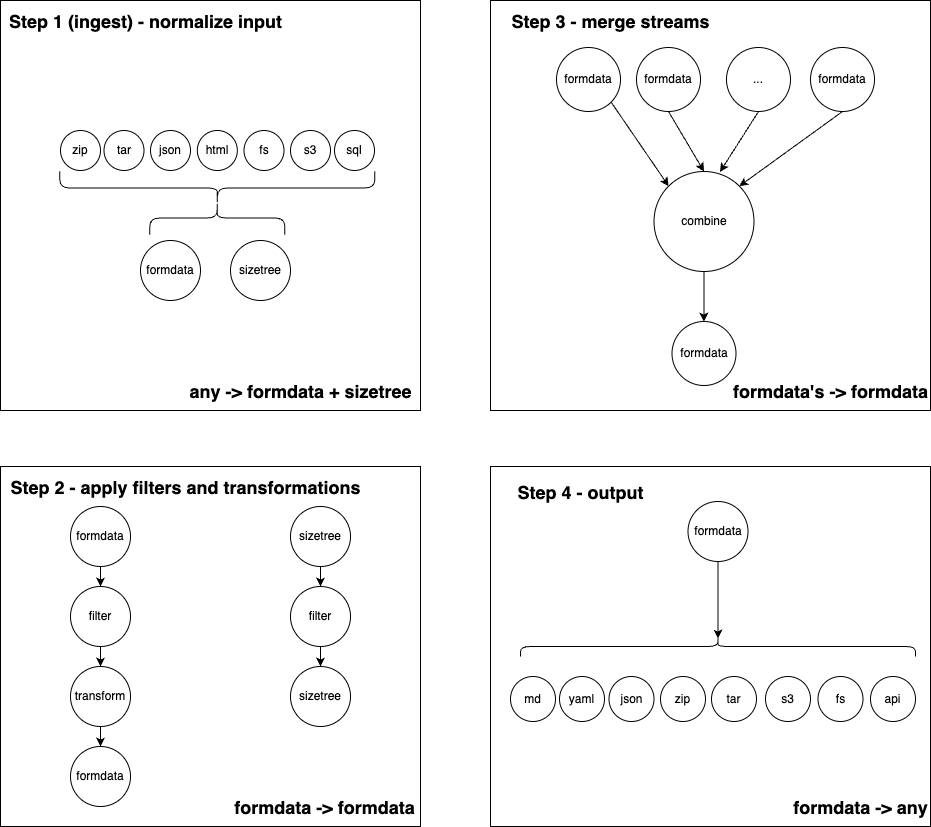 Step 1 (ingest) - normalize input
zip tar json html fs s3 sql
formdata sizetree
any -> formdata + sizetree
Step 3 - merge streams
formdata formdata ... formdata
combine
formdata
formdata's -> formdata
Step 2 - apply filters and transformations
formdata sizetree
filter filter
transform sizetree
formdata
formdata -> formdata
Step 4 - output
formdata
md yaml json zip tar s3 fs api
formdata -> any